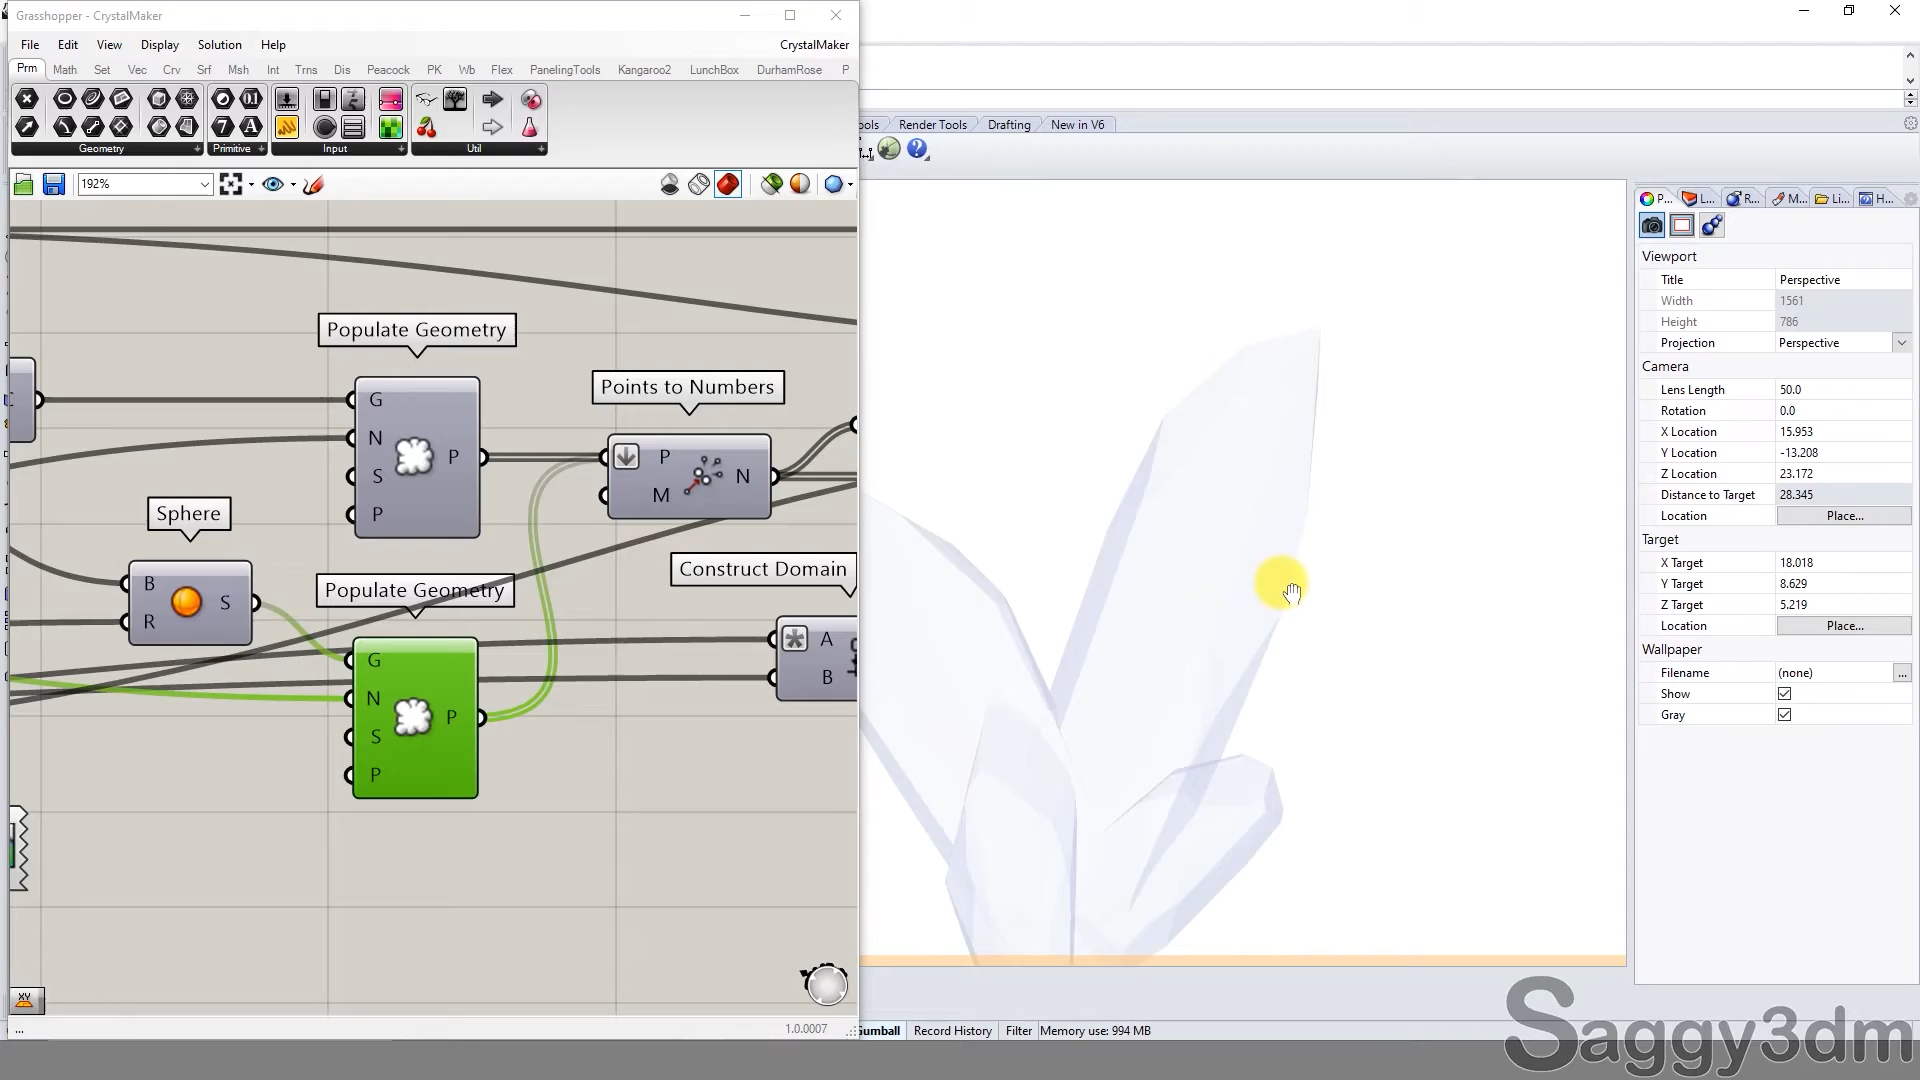 Grasshopper - CrystalMaker
File Edit View Display Solution Help CrystalMaker
Prm Math Set Vec Crv Srf Msh Int Trns Dis Peacock PK Wb Flex PanelingTools Kangaroo2 LunchBox DurhamRose P
Geometry Primitive Input Util
192%
ools Render Tools Drafting New in V6
P... L... R... M... Li... H...
Viewport
Title Perspective
Width 1561
Height 786
Projection Perspective
Camera
Lens Length 50.0
Rotation 0.0
X Location 15.953
Y Location -13.208
Z Location 23.172
Distance to Target 28.345
Location Place...
Target
X Target 18.018
Y Target 8.629
Z Target 5.219
Location Place...
Wallpaper
Filename (none) ...
Show
Gray
Populate Geometry
G
N
S
P
P
Points to Numbers
P
M
N
Sphere
B
R
S
Populate Geometry
G
N
S
P
P
Construct Domain
A
B
XY
... 1.0.0007
Gumball Record History Filter Memory use: 994 MB
Saggy3dm